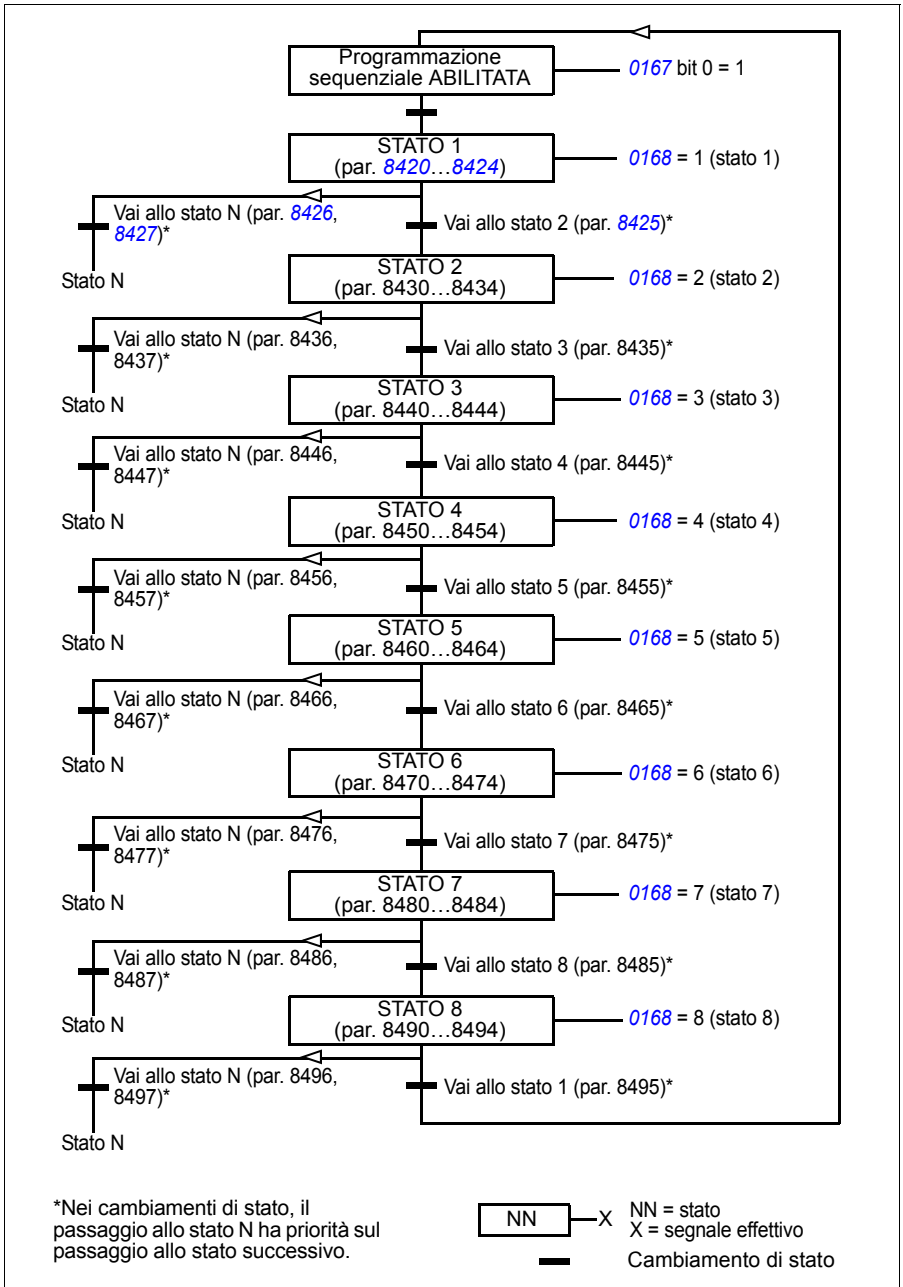 Programmazione
sequenziale ABILITATA
0167 bit 0 = 1
STATO 1
(par. 8420…8424)
0168 = 1 (stato 1)
Vai allo stato N (par. 8426,
8427)*
Vai allo stato 2 (par. 8425)*
Stato N
STATO 2
(par. 8430…8434)
0168 = 2 (stato 2)
Vai allo stato N (par. 8436,
8437)*
Vai allo stato 3 (par. 8435)*
Stato N
STATO 3
(par. 8440…8444)
0168 = 3 (stato 3)
Vai allo stato N (par. 8446,
8447)*
Vai allo stato 4 (par. 8445)*
Stato N
STATO 4
(par. 8450…8454)
0168 = 4 (stato 4)
Vai allo stato N (par. 8456,
8457)*
Vai allo stato 5 (par. 8455)*
Stato N
STATO 5
(par. 8460…8464)
0168 = 5 (stato 5)
Vai allo stato N (par. 8466,
8467)*
Vai allo stato 6 (par. 8465)*
Stato N
STATO 6
(par. 8470…8474)
0168 = 6 (stato 6)
Vai allo stato N (par. 8476,
8477)*
Vai allo stato 7 (par. 8475)*
Stato N
STATO 7
(par. 8480…8484)
0168 = 7 (stato 7)
Vai allo stato N (par. 8486,
8487)*
Vai allo stato 8 (par. 8485)*
Stato N
STATO 8
(par. 8490…8494)
0168 = 8 (stato 8)
Vai allo stato N (par. 8496,
8497)*
Vai allo stato 1 (par. 8495)*
Stato N
*Nei cambiamenti di stato, il
passaggio allo stato N ha priorità sul
passaggio allo stato successivo.
NN
X
NN = stato
X = segnale effettivo
Cambiamento di stato